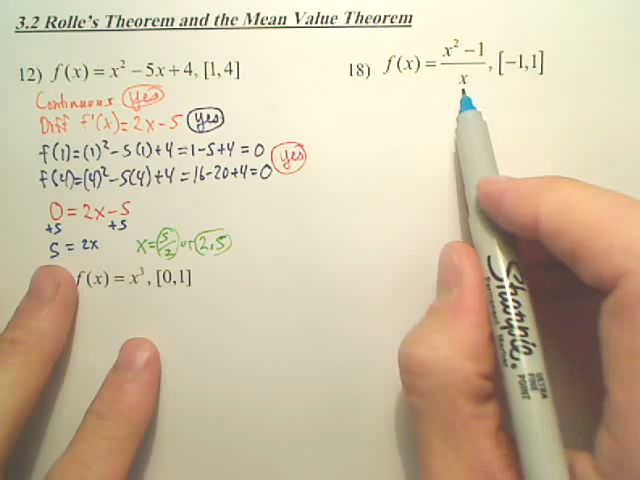 3.2 Rolle's Theorem and the Mean Value Theorem
12) f(x) = x² − 5x + 4, [1, 4]
Continuous yes
Diff f'(x) = 2x − 5 yes
f(1) = (1)² − 5(1) + 4 = 1 − 5 + 4 = 0
f(4) = (4)² − 5(4) + 4 = 16 − 20 + 4 = 0
yes
0 = 2x − 5
+5 +5
5 = 2x x = 5/2 or 2.5
f(x) = x³, [0, 1]
18) f(x) = (x² − 1)/x, [−1, 1]
Sharpie
ULTRA
FINE
POINT